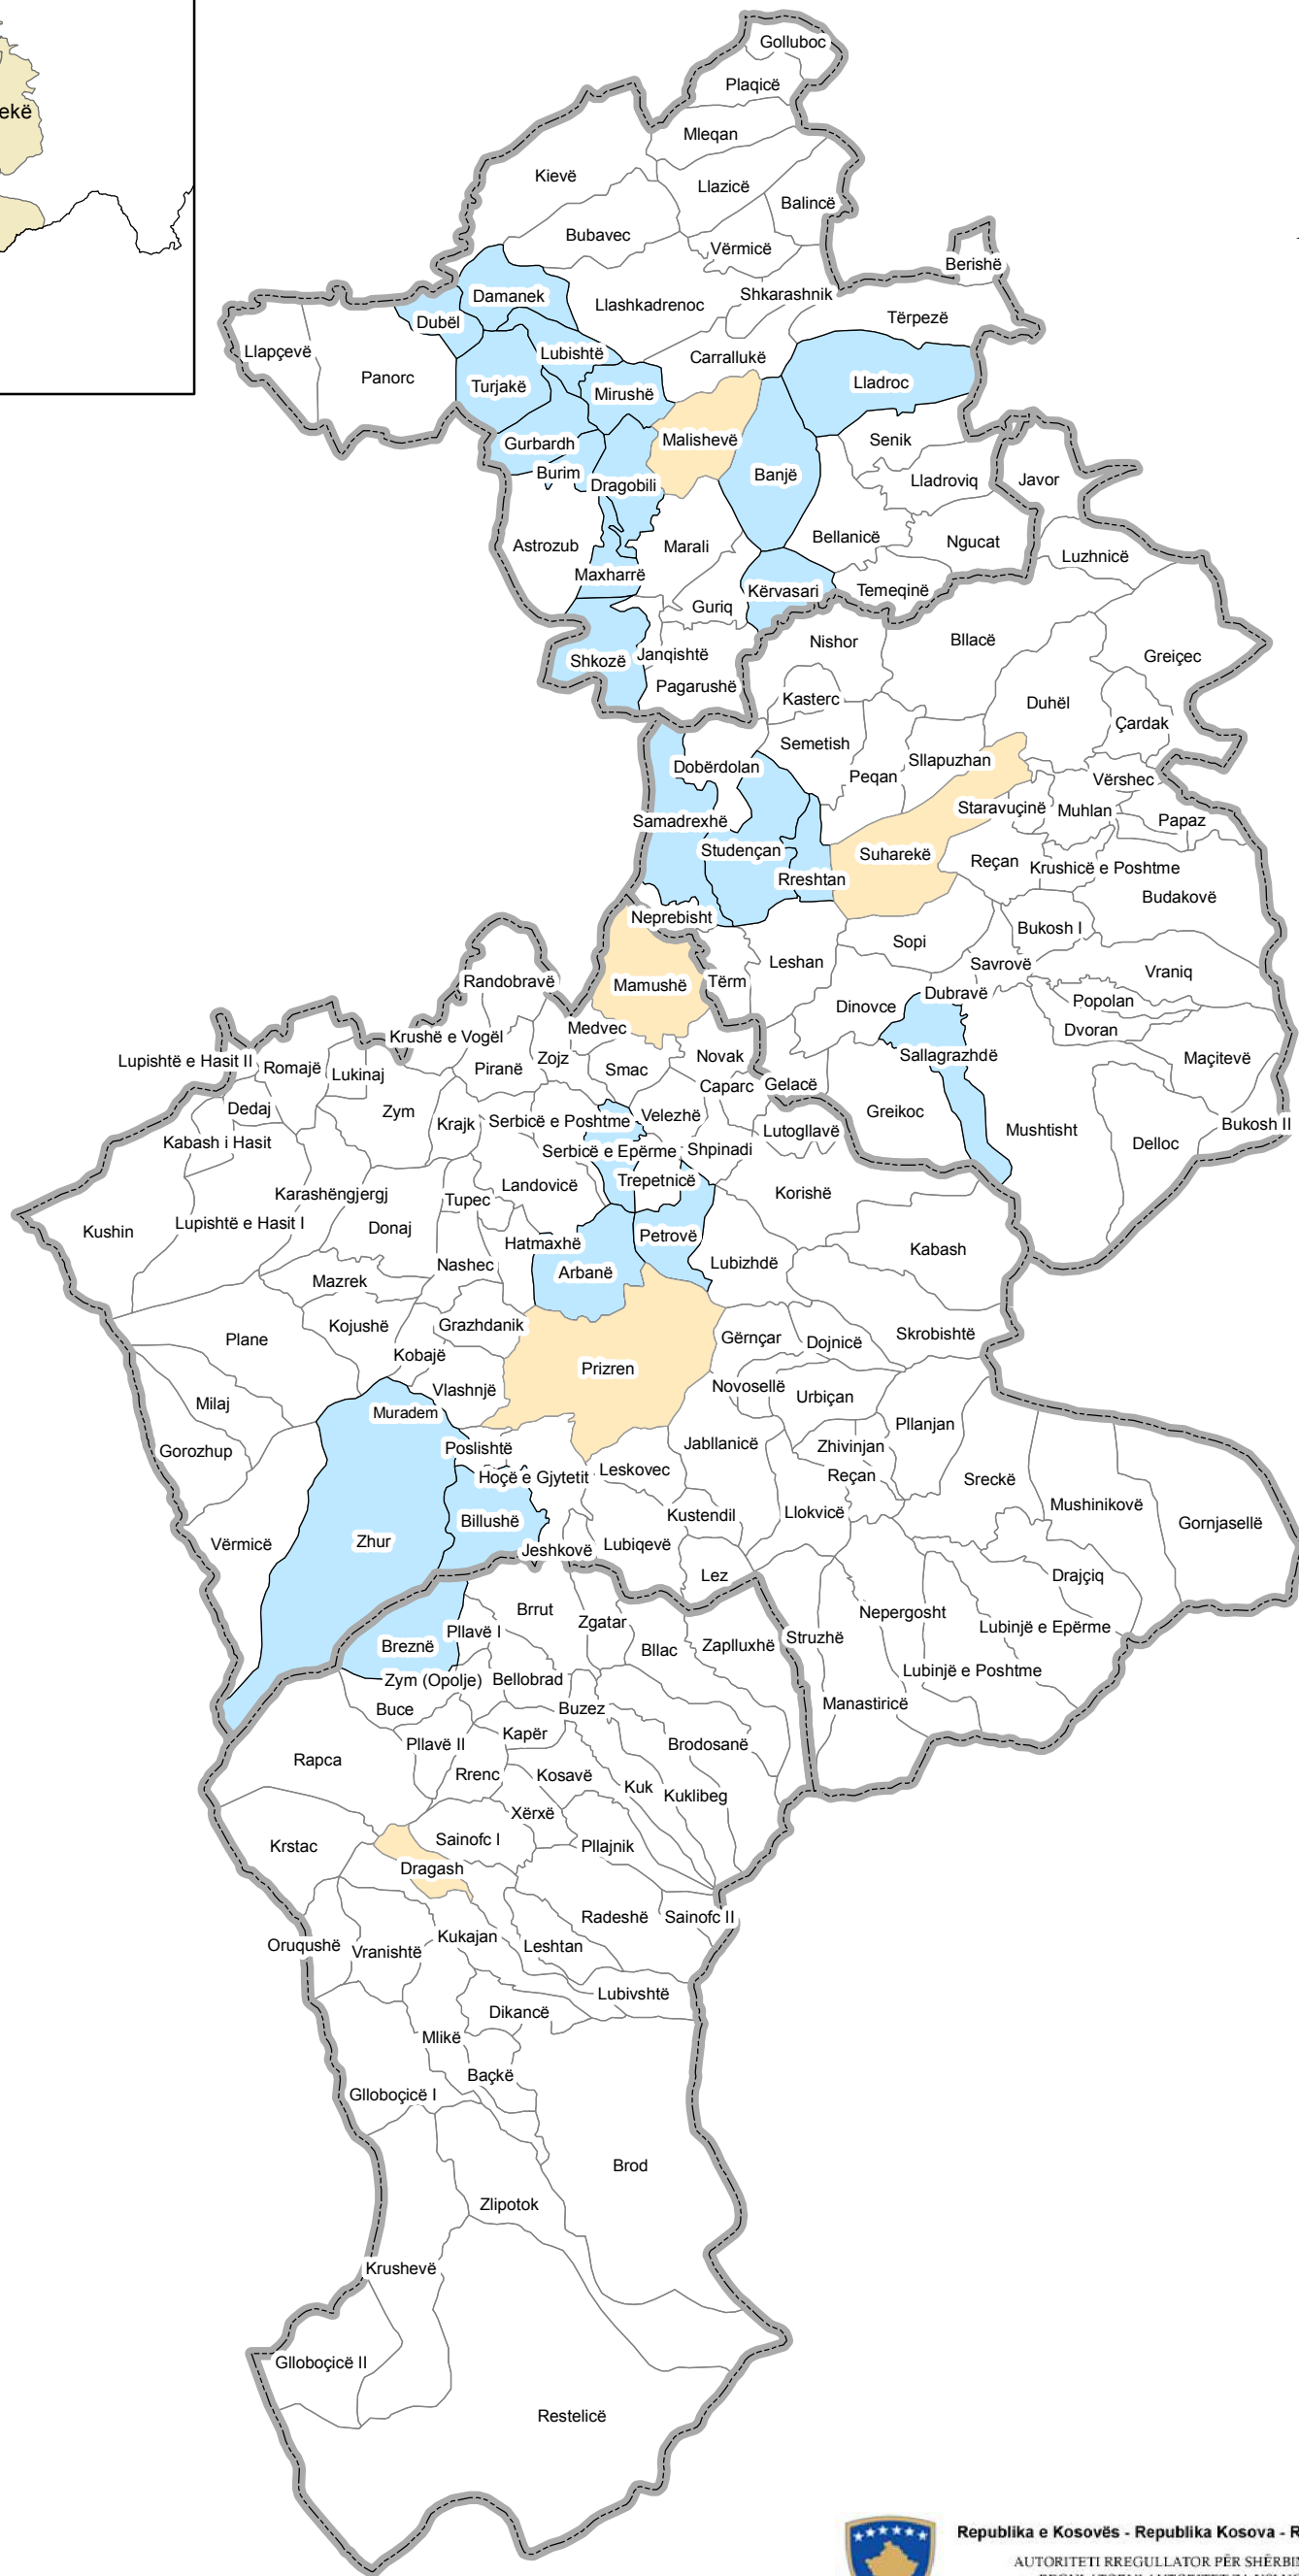 ekë
Golluboc
Plaqicë
Mleqan
Kievë
Llazicë
Balincë
Bubavec
Vërmicë
Berishë
Damanek
Shkarashnik
Llashkadrenoc
Tërpezë
Dubël
Llapçevë
Lubishtë
Carrallukë
Panorc
Turjakë
Mirushë
Lladroc
Malishevë
Senik
Gurbardh
Burim
Banjë
Lladroviq
Javor
Dragobili
Bellanicë
Ngucat
Astrozub
Marali
Luzhnicë
Maxharrë
Kërvasari
Temeqinë
Guriq
Nishor
Bllacë
Shkozë
Janqishtë
Greiçec
Pagarushë
Kasterc
Duhël
Çardak
Semetish
Sllapuzhan
Dobërdolan
Peqan
Vërshec
Staravuçinë
Muhlan
Samadrexhë
Papaz
Studençan
Suharekë
Reçan
Krushicë e Poshtme
Rreshtan
Budakovë
Neprebisht
Bukosh I
Sopi
Leshan
Savrovë
Vraniq
Randobravë
Mamushë
Tërm
Dubravë
Popolan
Dinovce
Medvec
Dvoran
Krushë e Vogël
Sallagrazhdë
Maçitevë
Lupishtë e Hasit II
Romajë
Lukinaj
Piranë
Zojz
Smac
Novak
Caparc
Gelacë
Dedaj
Zym
Krajk
Serbicë e Poshtme
Velezhë
Greikoc
Lutogllavë
Mushtisht
Bukosh II
Kabash i Hasit
Delloc
Serbicë e Epërme
Shpinadi
Trepetnicë
Landovicë
Karashëngjergj
Tupec
Korishë
Kushin
Lupishtë e Hasit I
Donaj
Hatmaxhë
Petrovë
Kabash
Nashec
Arbanë
Lubizhdë
Mazrek
Plane
Kojushë
Grazhdanik
Gërnçar
Dojnicë
Skrobishtë
Kobajë
Prizren
Vlashnjë
Novosellë
Urbiçan
Milaj
Muradem
Pllanjan
Gorozhup
Poslishtë
Jabllanicë
Zhivinjan
Hoçë e Gjytetit
Leskovec
Reçan
Sreckë
Mushinikovë
Billushë
Kustendil
Llokvicë
Gornjasellë
Vërmicë
Zhur
Jeshkovë
Lubiqevë
Lez
Drajçiq
Brrut
Nepergosht
Zgatar
Lubinjë e Epërme
Pllavë I
Struzhë
Breznë
Bllac
Zaplluxhë
Zym (Opolje)
Bellobrad
Lubinjë e Poshtme
Buce
Buzez
Manastiricë
Kapër
Pllavë II
Brodosanë
Rapca
Rrenc
Kosavë
Kuk
Kuklibeg
Xërxë
Krstac
Sainofc I
Pllajnik
Dragash
Radeshë
Sainofc II
Kukajan
Oruqushë
Vranishtë
Leshtan
Lubivshtë
Dikancë
Mlikë
Baçkë
Glloboçicë I
Brod
Zlipotok
Krushevë
Glloboçicë II
Restelicë
Republika e Kosovës - Republika Kosova - R
AUTORITETI RREGULLATOR PËR SHËRBIM